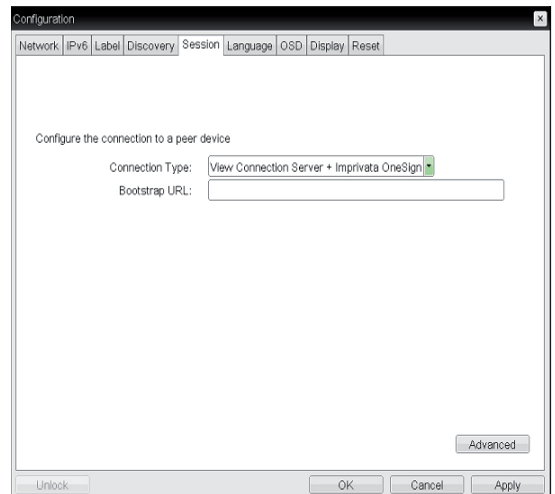 Configuration
Network IPv6 Label Discovery Session Language OSD Display Reset
Configure the connection to a peer device
Connection Type: View Connection Server + Imprivata OneSign
Bootstrap URL:
Advanced
Unlock OK Cancel Apply